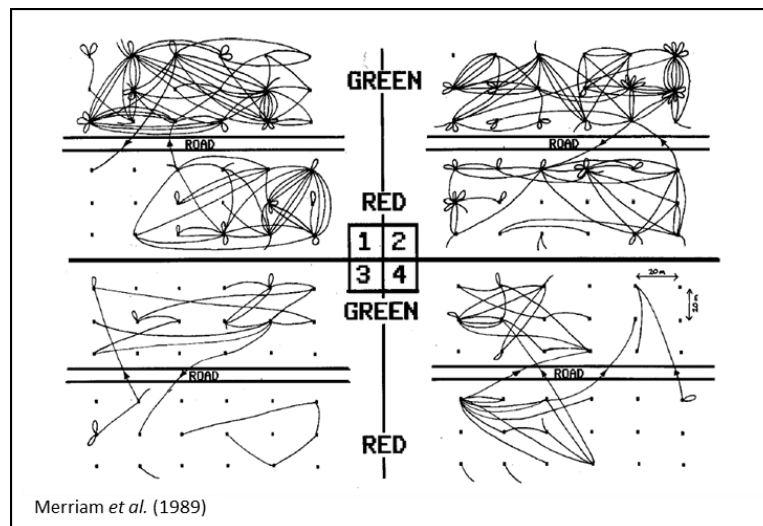 GREEN
ROAD
ROAD
RED
1 2
3 4
GREEN
20m
20m
ROAD
ROAD
RED
Merriam et al. (1989)